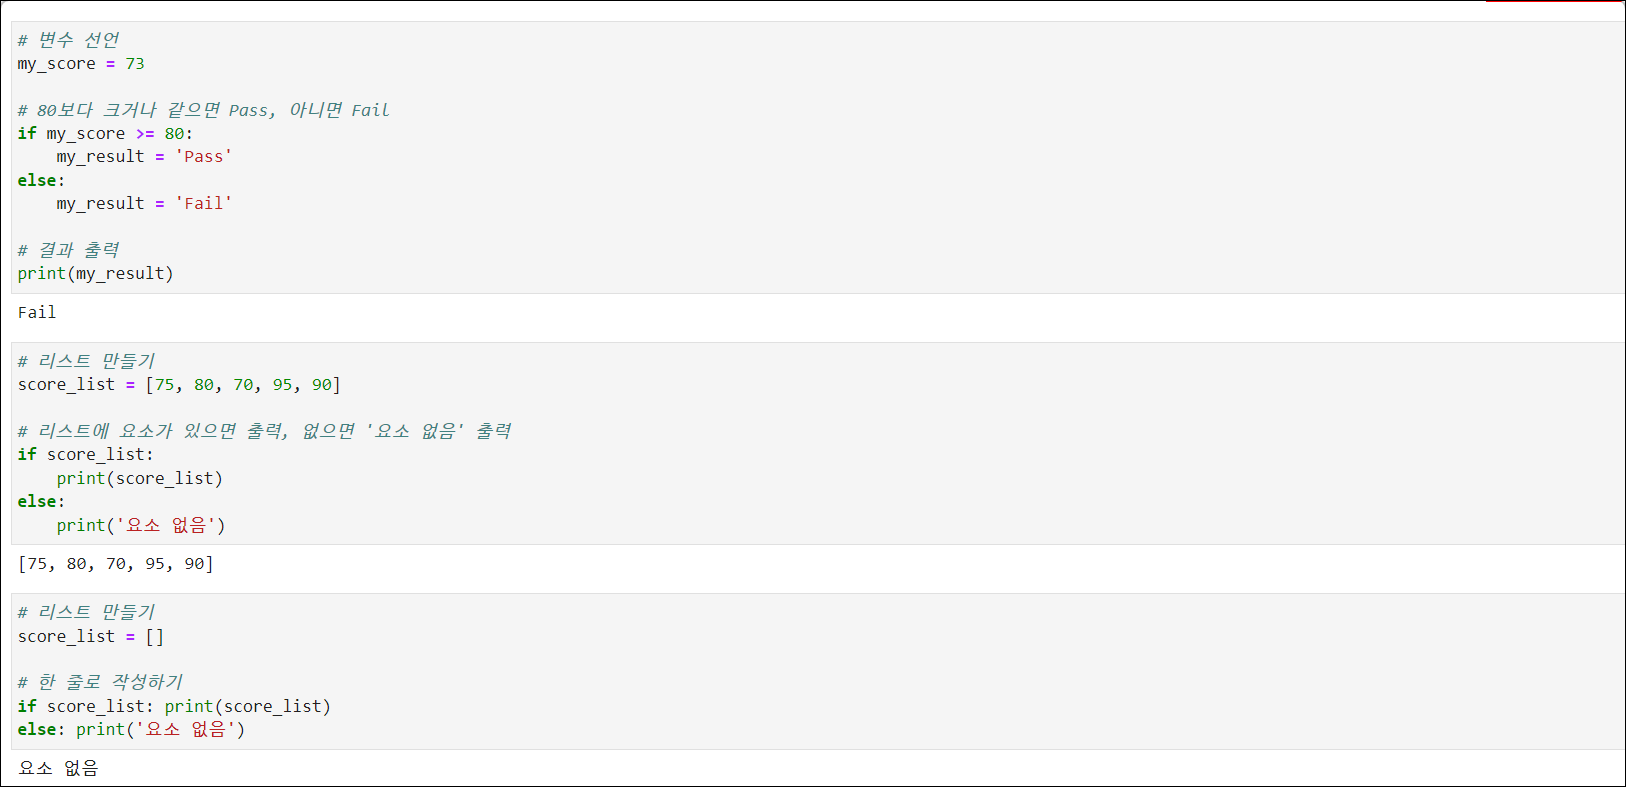 # 변수 선언
my_score = 73
# 80보다 크거나 같으면 Pass, 아니면 Fail
if my_score >= 80:
    my_result = 'Pass'
else:
    my_result = 'Fail'
# 결과 출력
print(my_result)
Fail
# 리스트 만들기
score_list = [75, 80, 70, 95, 90]
# 리스트에 요소가 있으면 출력, 없으면 '요소 없음' 출력
if score_list:
    print(score_list)
else:
    print('요소 없음')
[75, 80, 70, 95, 90]
# 리스트 만들기
score_list = []
# 한 줄로 작성하기
if score_list: print(score_list)
else: print('요소 없음')
요소 없음